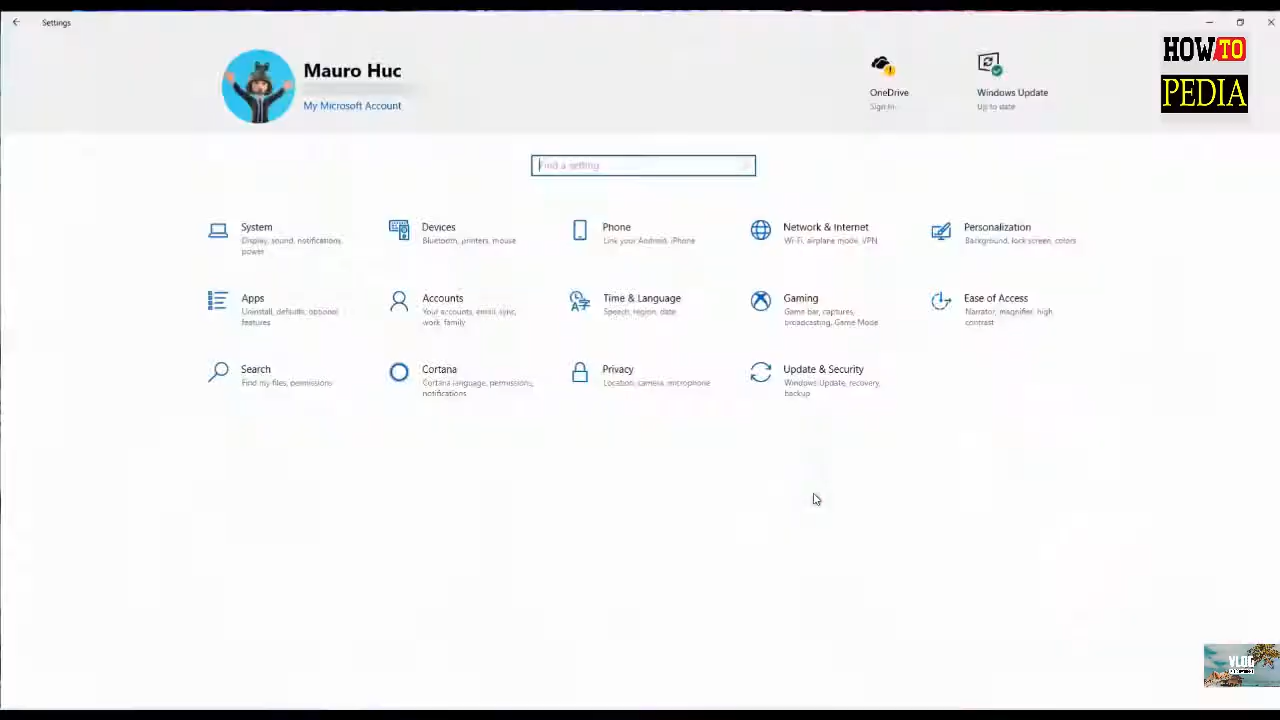 Settings
HOWTO
PEDIA
Mauro Huc
My Microsoft Account
OneDrive
Sign In
Windows Update
Up to date
Find a setting
System
Display, sound, notifications,
power
Devices
Bluetooth, printers, mouse
Phone
Link your Android, iPhone
Network & Internet
Wi-Fi, airplane mode, VPN
Personalization
Background, lock screen, colors
Apps
Uninstall, defaults, optional
features
Accounts
Your accounts, email, sync,
work, family
Time & Language
Speech, region, date
Gaming
Game bar, captures,
broadcasting, Game Mode
Ease of Access
Narrator, magnifier, high
contrast
Search
Find my files, permissions
Cortana
Cortana language, permissions,
notifications
Privacy
Location, camera, microphone
Update & Security
Windows Update, recovery,
backup
VLOG